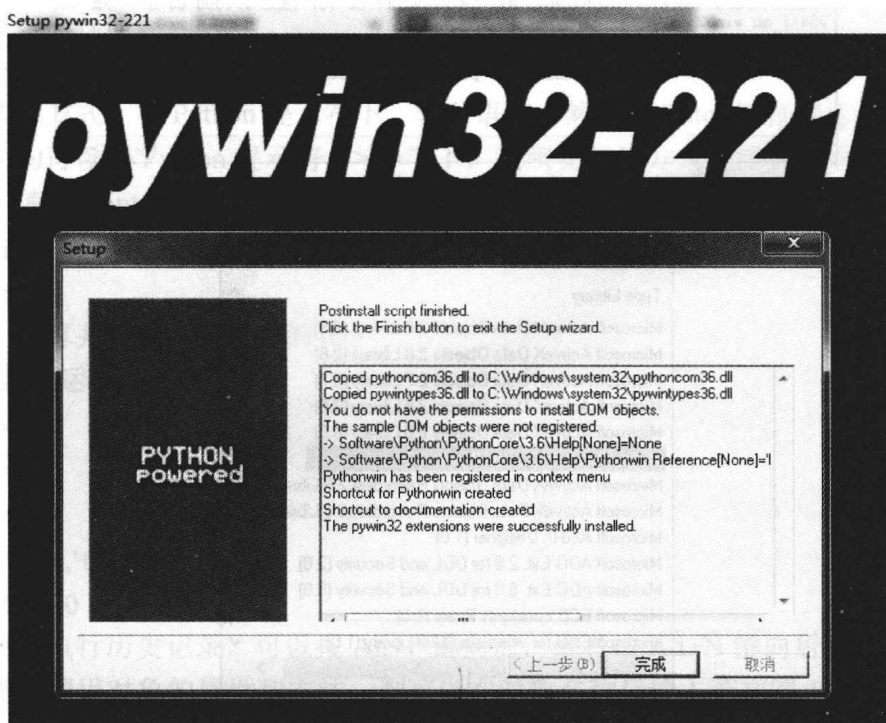 Setup pywin32-221
pywin32-221
Setup
PYTHON
powered
Postinstall script finished.
Click the Finish button to exit the Setup wizard.
Copied pythoncom36.dll to C:\Windows\system32\pythoncom36.dll
Copied pywintypes36.dll to C:\Windows\system32\pywintypes36.dll
You do not have the permissions to install COM objects.
The sample COM objects were not registered.
-> Software\Python\PythonCore\3.6\Help[None]=None
-> Software\Python\PythonCore\3.6\Help\Pythonwin Reference[None]='
Pythonwin has been registered in context menu
Shortcut for Pythonwin created
Shortcut to documentation created
The pywin32 extensions were successfully installed.
<上一步(B)
完成
取消